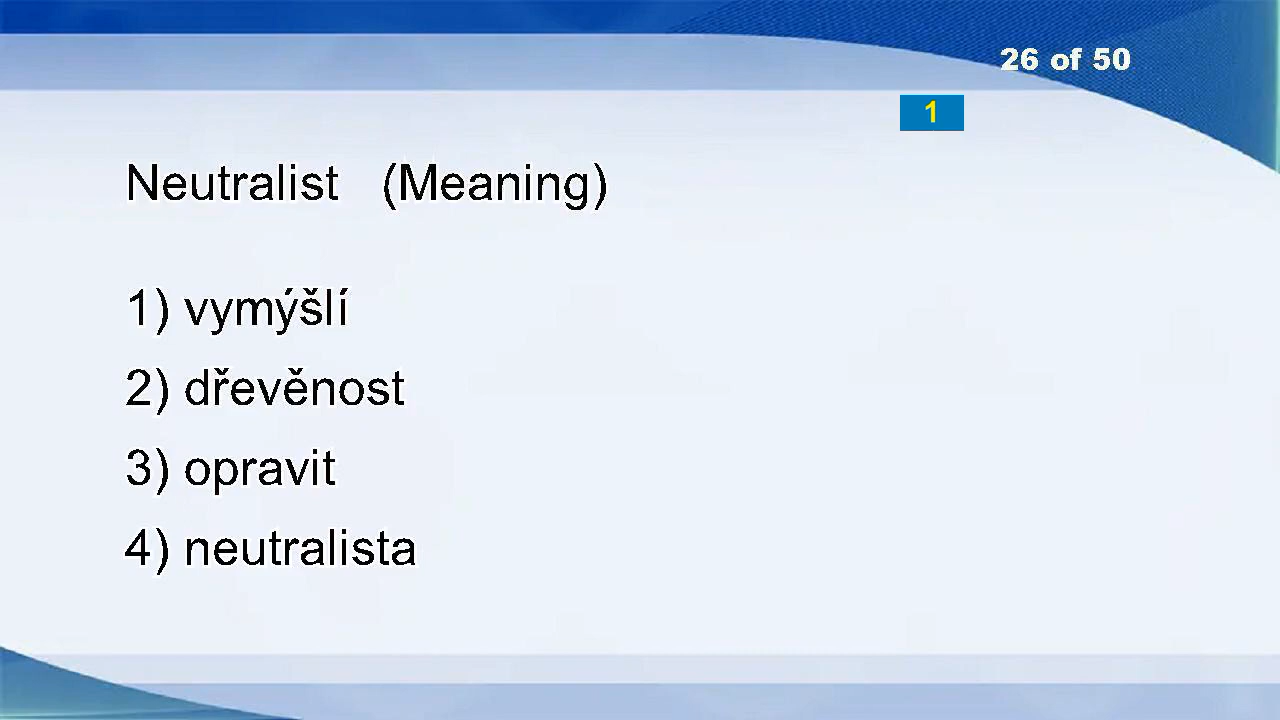 26 of 50
1
Neutralist (Meaning)
1) vymýšlí
2) dřevěnost
3) opravit
4) neutralista